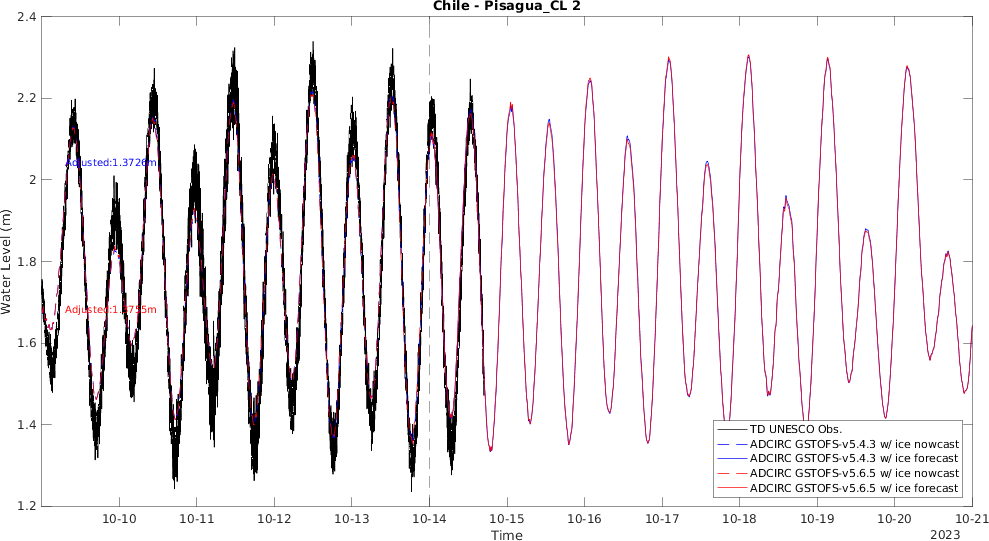 Chile - Pisagua_CL 2
2.4
2.2
2
1.8
1.6
1.4
1.2
Water Level (m)
Adjusted:1.3726m
10-10
10-11
10-12
10-13
10-14
10-15
10-16
10-17
10-18
10-19
10-20
10-21
Time
2023
TD UNESCO Obs.
ADCIRC GSTOFS-v5.4.3 w/ ice nowcast
ADCIRC GSTOFS-v5.4.3 w/ ice forecast
ADCIRC GSTOFS-v5.6.5 w/ ice nowcast
ADCIRC GSTOFS-v5.6.5 w/ ice forecast